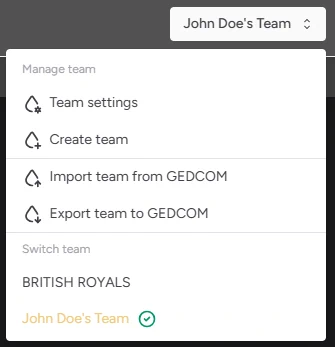 John Doe's Team
Manage team
Team settings
Create team
Import team from GEDCOM
Export team to GEDCOM
Switch team
BRITISH ROYALS
John Doe's Team